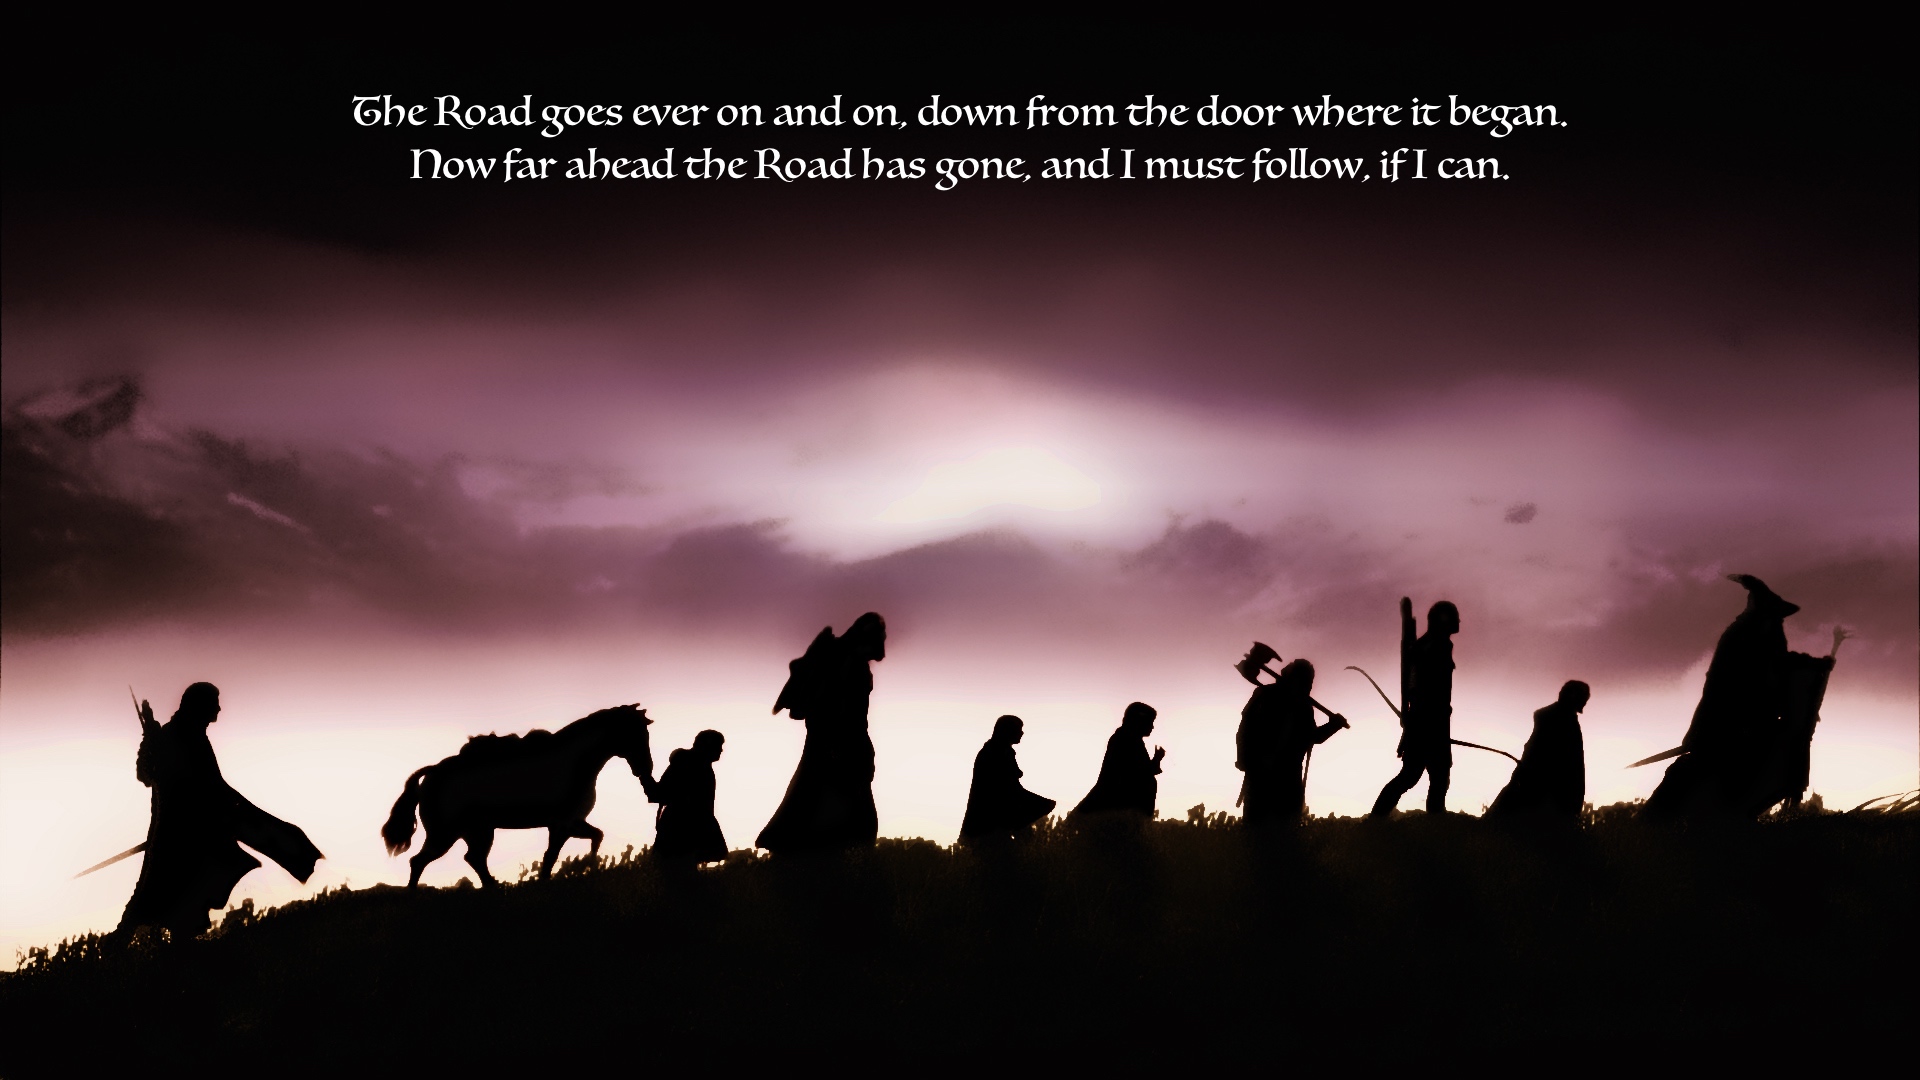 The Road goes ever on and on, down from the door where it began.
Now far ahead the Road has gone, and I must follow, if I can.